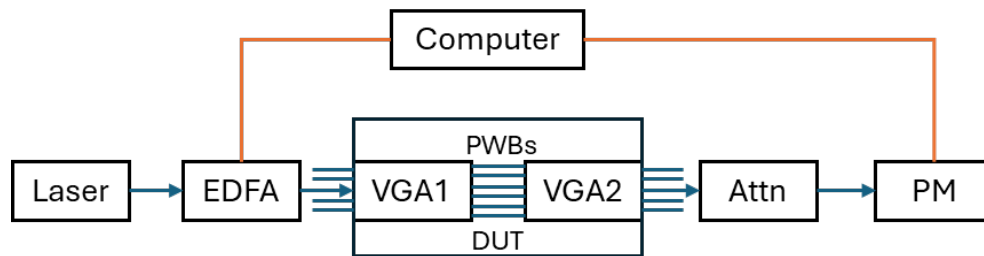 Computer
PWBs
Laser
EDFA
VGA1
VGA2
Attn
PM
DUT